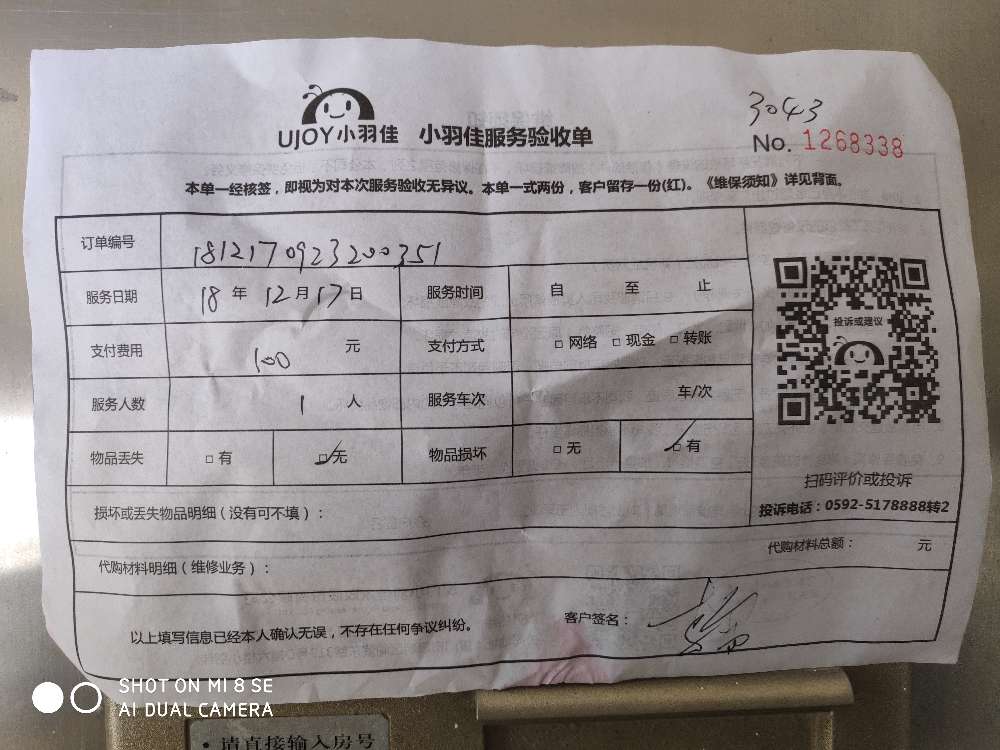 3043
UJOY小羽佳 小羽佳服务验收单
No. 1268338
本单一经核签，即视为对本次服务验收无异议。本单一式两份，客户留存一份(红)。《维保须知》详见背面。
订单编号 1812170923200351
服务日期 18 年 12 月 17 日 服务时间 自 至 止
支付费用 100 元 支付方式 □ 网络 □ 现金 □ 转账
服务人数 1 人 服务车次 车/次
物品丢失 □ 有 □ 无 物品损坏 □ 无 □ 有
投诉或建议
扫码评价或投诉
投诉电话：0592-5178888转2
损坏或丢失物品明细（没有可不填）：
代购材料明细（维修业务）： 代购材料总额： 元
以上填写信息已经本人确认无误，不存在任何争议纠纷。 客户签名：
SHOT ON MI 8 SE
AI DUAL CAMERA
·请直接输入房号